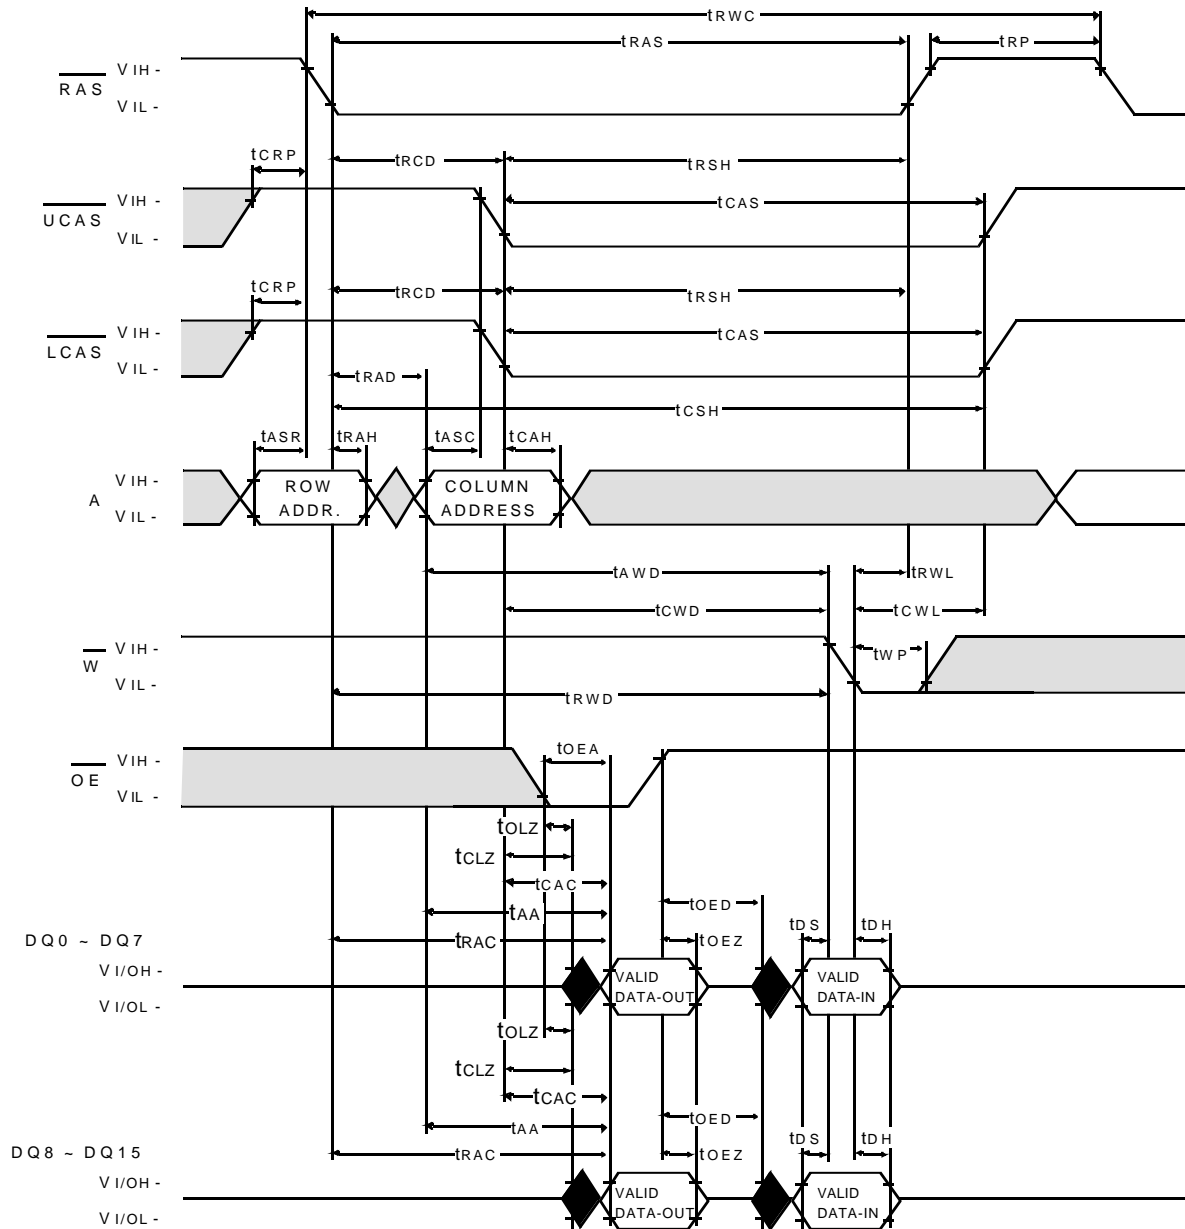 tRWC
tRAS
tRP
RAS
VIH -
VIL -
tCRP
tRCD
tRSH
UCAS
VIH -
VIL -
tCAS
tCRP
tRCD
tRSH
LCAS
VIH -
VIL -
tCAS
tRAD
tCSH
tASR
tRAH
tASC
tCAH
A
VIH -
VIL -
ROW
ADDR.
COLUMN
ADDRESS
tAWD
tRWL
tCWD
tCWL
W
VIH -
VIL -
tWP
tRWD
OE
VIH -
VIL -
tOEA
tOLZ
tCLZ
tCAC
tOED
tAA
tDS
tDH
DQ0 ~ DQ7
tRAC
tOEZ
VI/OH -
VI/OL -
VALID
DATA-OUT
VALID
DATA-IN
tOLZ
tCLZ
tCAC
tOED
tAA
tDS
tDH
DQ8 ~ DQ15
tRAC
tOEZ
VI/OH -
VI/OL -
VALID
DATA-OUT
VALID
DATA-IN